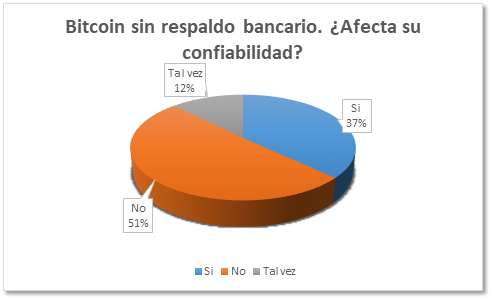 Bitcoin sin respaldo bancario. ¿Afecta su
confiabilidad?
Tal vez
12%
Si
37%
No
51%
Si No Tal vez